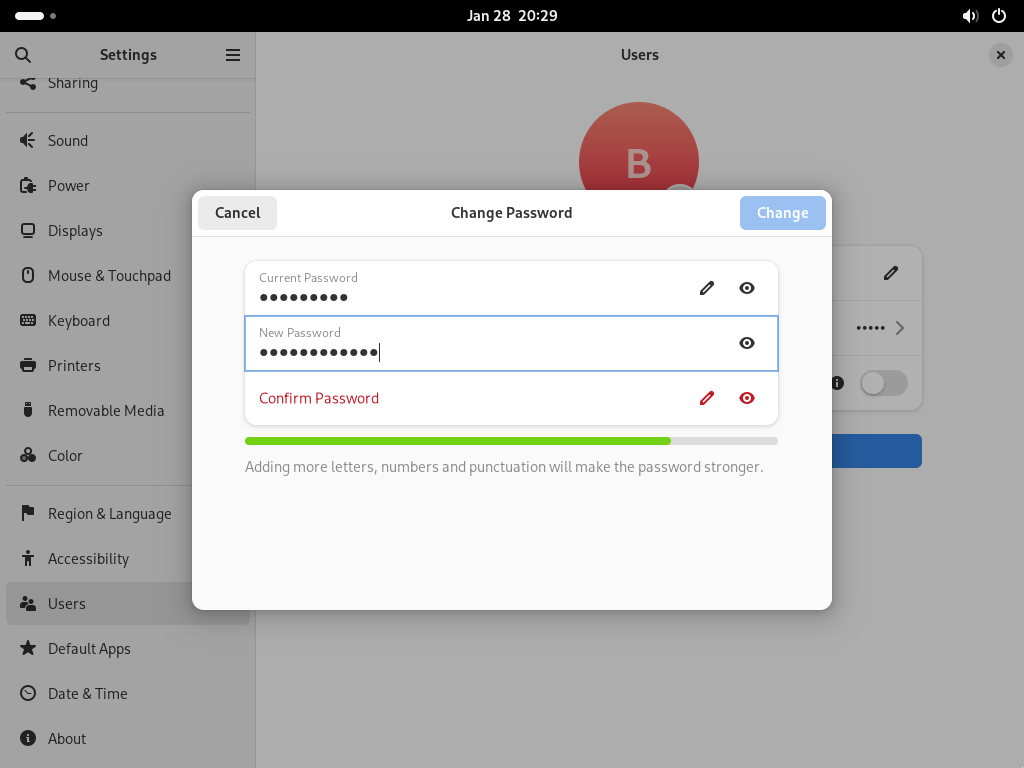 Jan 28 20:29
Settings
Users
Sharing
Sound
Power
Displays
Mouse & Touchpad
Keyboard
Printers
Removable Media
Color
Region & Language
Accessibility
Users
Default Apps
Date & Time
About
B
Cancel
Change Password
Change
Current Password
●●●●●●●●●
New Password
●●●●●●●●●●●●
Confirm Password
Adding more letters, numbers and punctuation will make the password stronger.
•••••